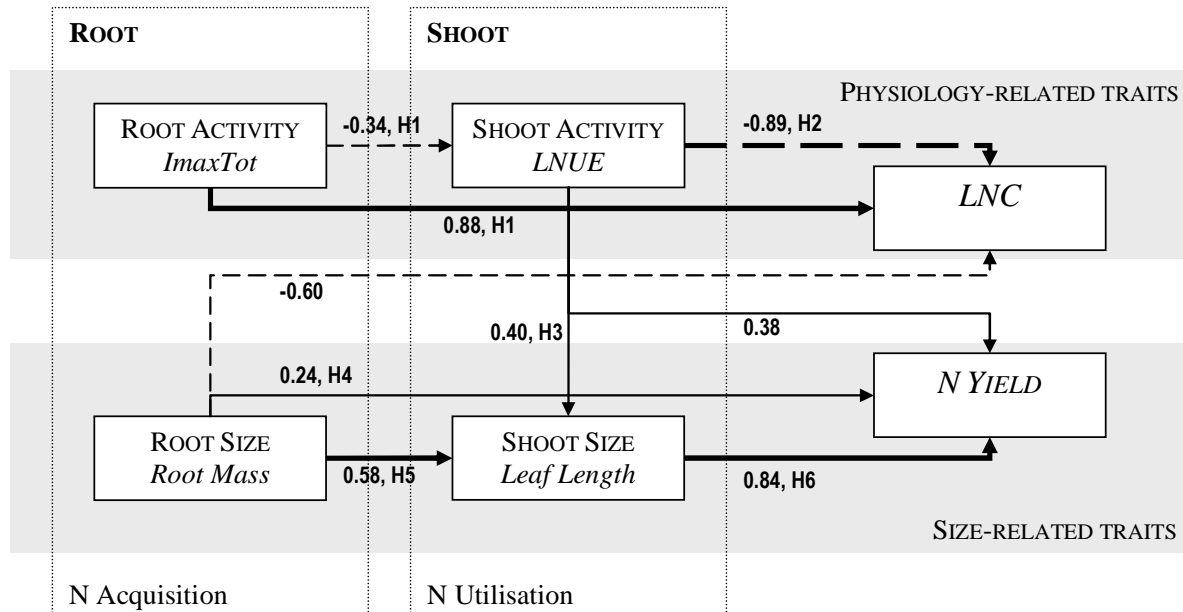 ROOT
SHOOT
PHYSIOLOGY-RELATED TRAITS
ROOT ACTIVITY
ImaxTot
-0.34, H1
SHOOT ACTIVITY
LNUE
-0.89, H2
LNC
0.88, H1
-0.60
0.40, H3
0.38
N YIELD
0.24, H4
ROOT SIZE
Root Mass
0.58, H5
SHOOT SIZE
Leaf Length
0.84, H6
SIZE-RELATED TRAITS
N Acquisition
N Utilisation